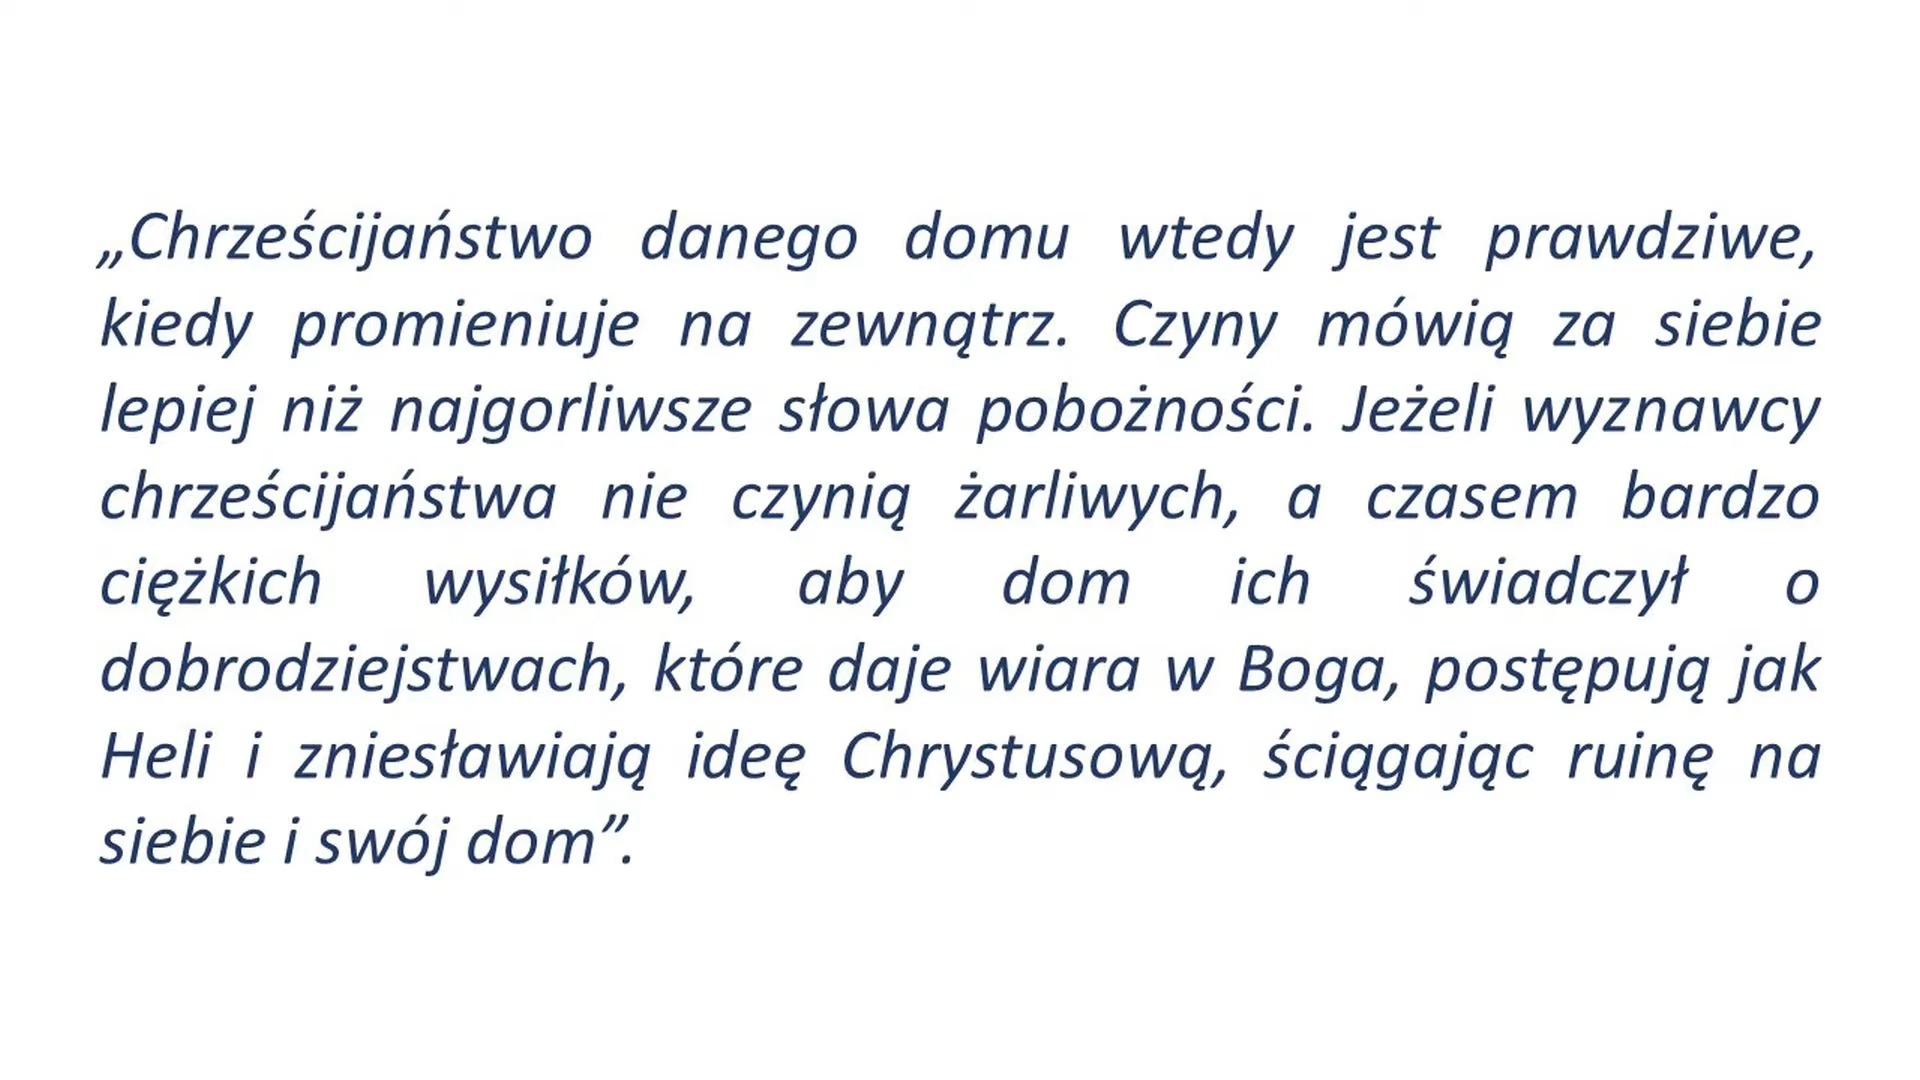 „Chrześcijaństwo danego domu wtedy jest prawdziwe,
kiedy promieniuje na zewnątrz. Czyny mówią za siebie
lepiej niż najgorliwsze słowa pobożności. Jeżeli wyznawcy
chrześcijaństwa nie czynią żarliwych, a czasem bardzo
ciężkich wysiłków, aby dom ich świadczył o
dobrodziejstwach, które daje wiara w Boga, postępują jak
Heli i zniesławiają ideę Chrystusową, ściągając ruinę na
siebie i swój dom”.